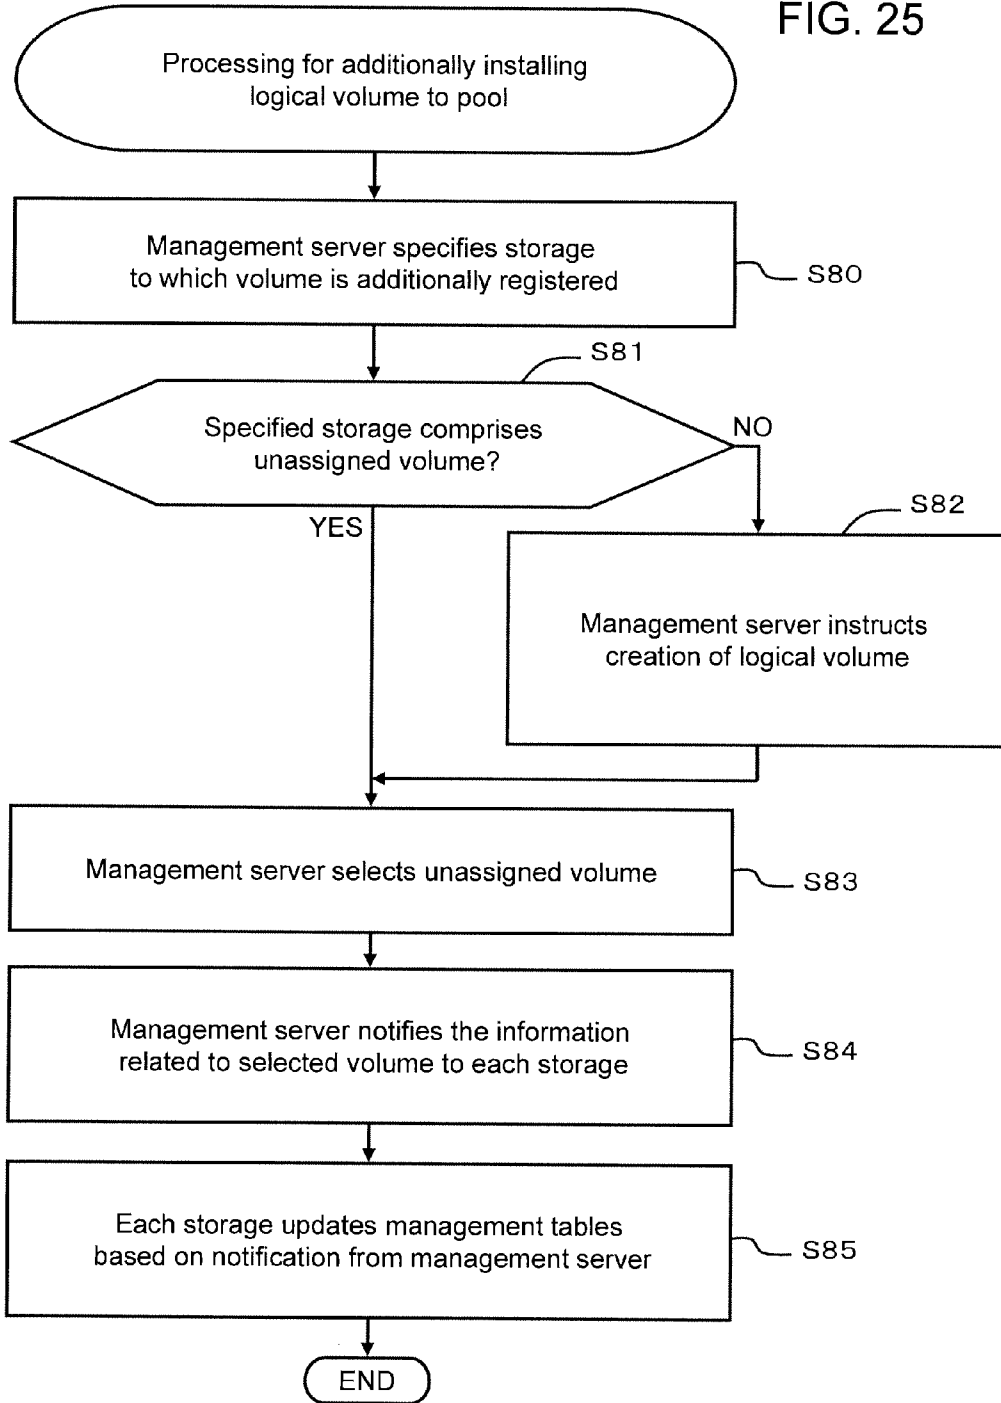 FIG. 25
Processing for additionally installing
logical volume to pool
Management server specifies storage
to which volume is additionally registered
S80
S81
Specified storage comprises
unassigned volume?
NO
YES
S82
Management server instructs
creation of logical volume
Management server selects unassigned volume
S83
Management server notifies the information
related to selected volume to each storage
S84
Each storage updates management tables
based on notification from management server
S85
END